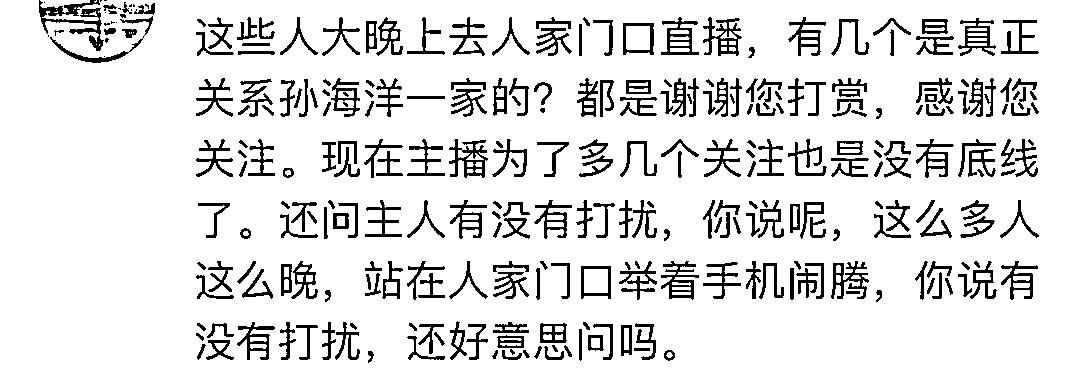 这些人大晚上去人家门口直播，有几个是真正
关系孙海洋一家的？都是谢谢您打赏，感谢您
关注。现在主播为了多几个关注也是没有底线
了。还问主人有没有打扰，你说呢，这么多人
这么晚，站在人家门口举着手机闹腾，你说有
没有打扰，还好意思问吗。